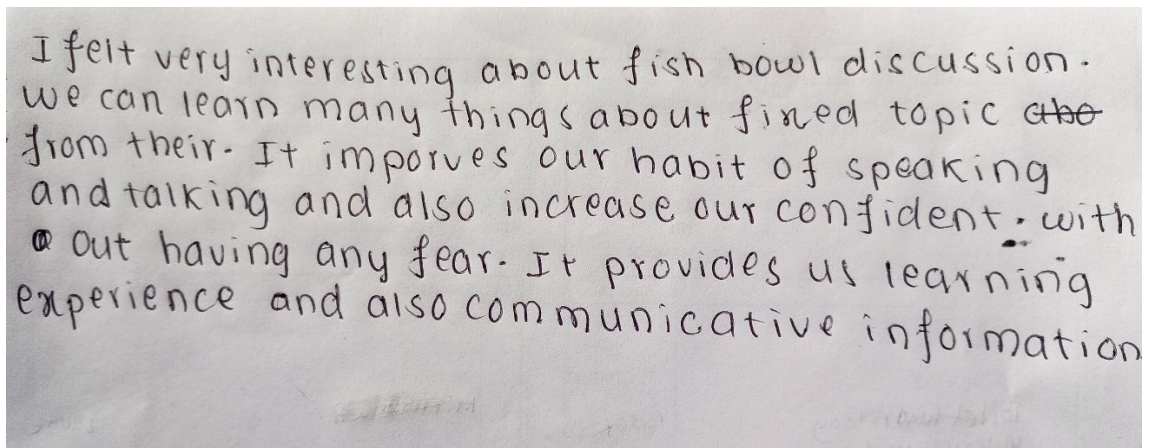 I felt very interesting about fish bowl discussion.
we can learn many things about fixed topic
from their. It imporves our habit of speaking
and talking and also increase our confident. with
out having any fear. It provides us learning
experience and also communicative information